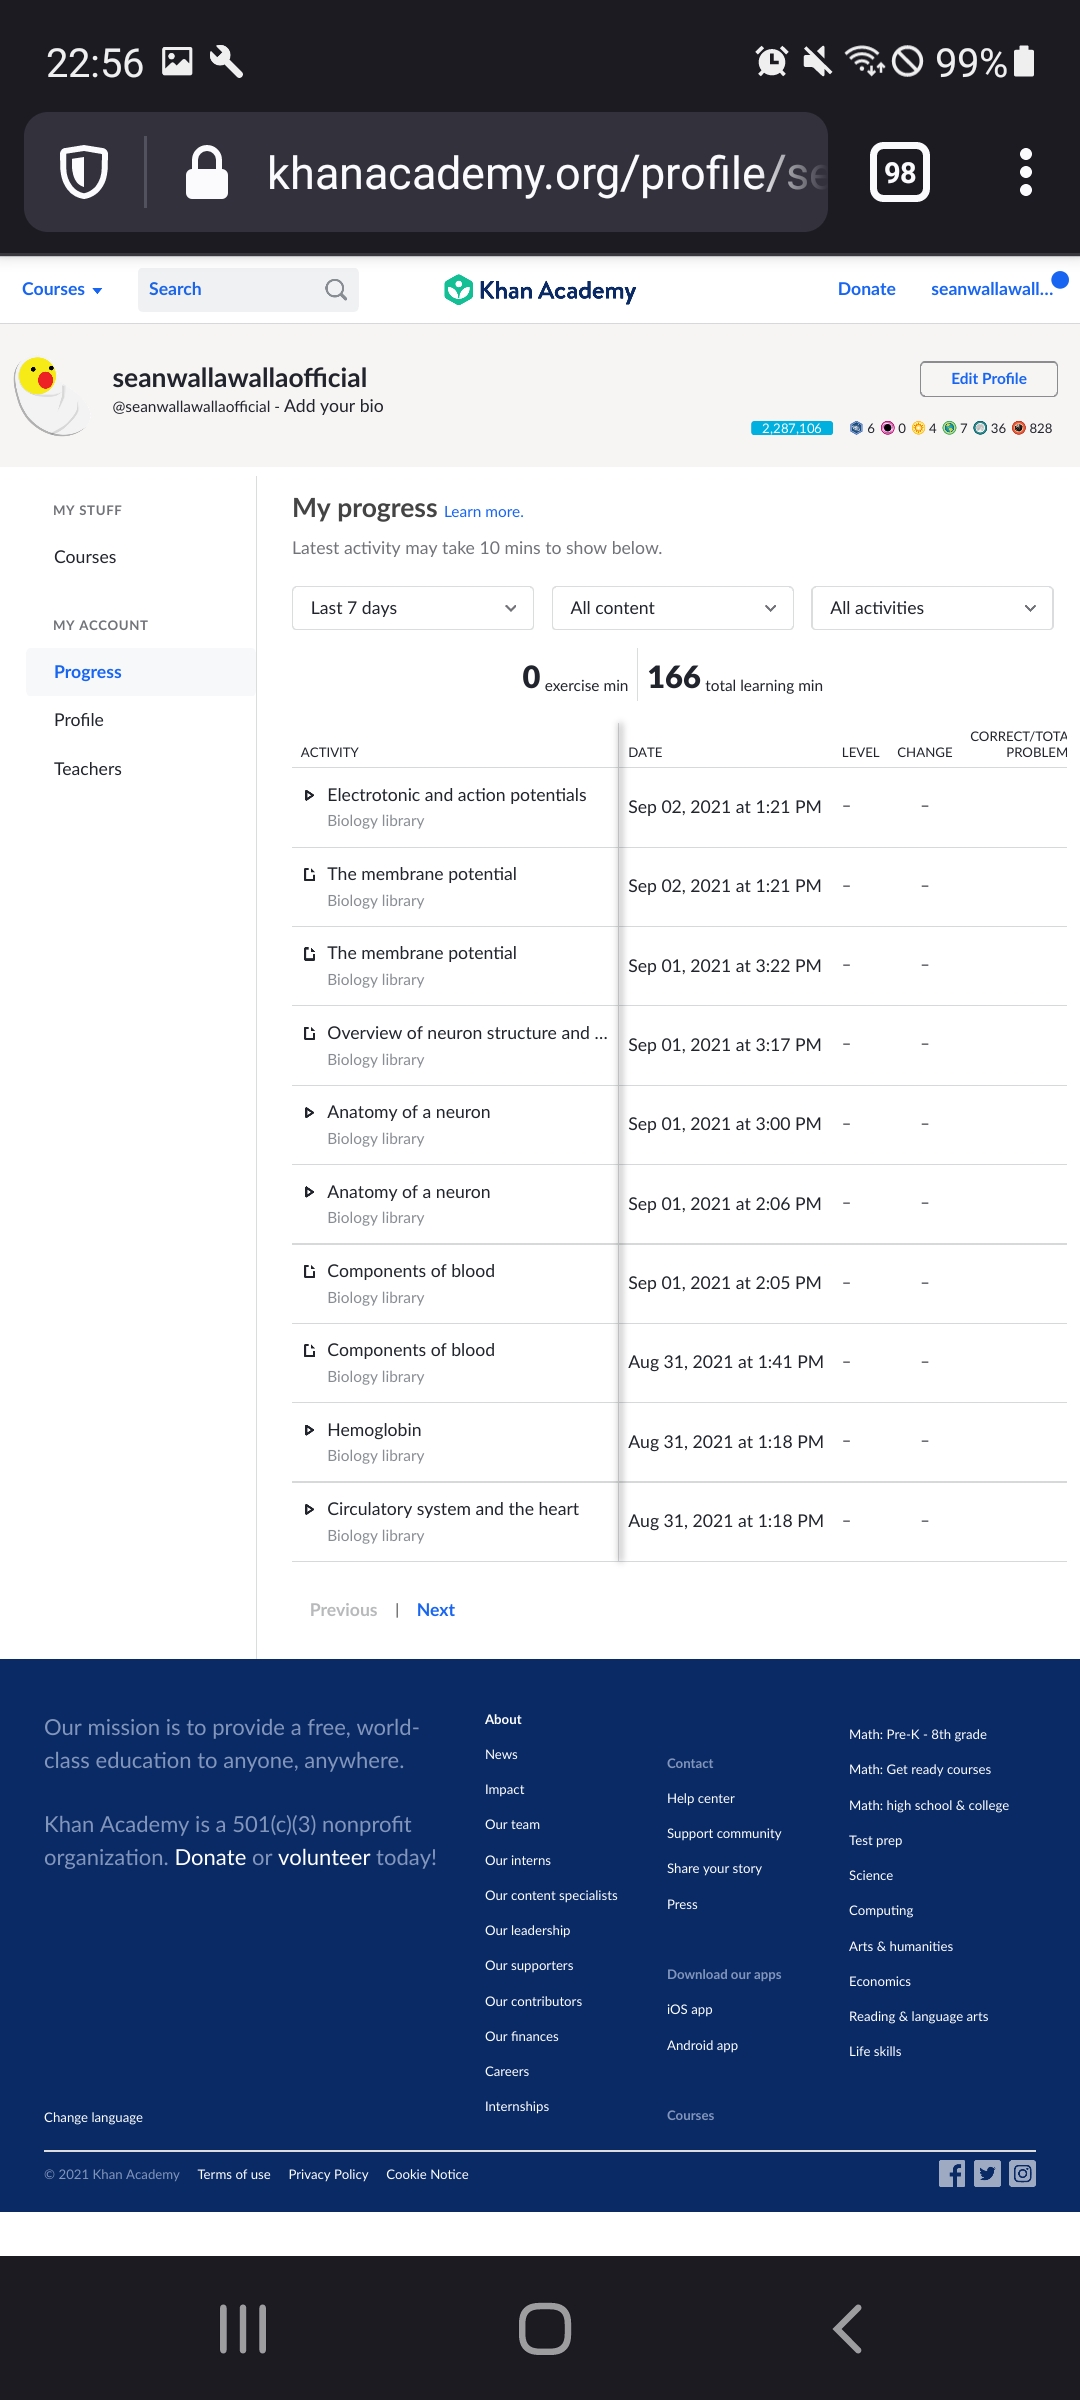 22:56
99%
khanacademy.org/profile/se
98
Courses
Search
Khan Academy
Donate
seanwallawall...
seanwallawallaofficial
@seanwallawallaofficial - Add your bio
Edit Profile
2,287,106
6 0 4 7 36 828
MY STUFF
Courses
MY ACCOUNT
Progress
Profile
Teachers
My progress Learn more.
Latest activity may take 10 mins to show below.
Last 7 days
All content
All activities
0 exercise min
166 total learning min
ACTIVITY DATE LEVEL CHANGE CORRECT/TOTA
PROBLEM
Electrotonic and action potentials
Biology library
Sep 02, 2021 at 1:21 PM – –
The membrane potential
Biology library
Sep 02, 2021 at 1:21 PM – –
The membrane potential
Biology library
Sep 01, 2021 at 3:22 PM – –
Overview of neuron structure and ...
Biology library
Sep 01, 2021 at 3:17 PM – –
Anatomy of a neuron
Biology library
Sep 01, 2021 at 3:00 PM – –
Anatomy of a neuron
Biology library
Sep 01, 2021 at 2:06 PM – –
Components of blood
Biology library
Sep 01, 2021 at 2:05 PM – –
Components of blood
Biology library
Aug 31, 2021 at 1:41 PM – –
Hemoglobin
Biology library
Aug 31, 2021 at 1:18 PM – –
Circulatory system and the heart
Biology library
Aug 31, 2021 at 1:18 PM – –
Previous | Next
Our mission is to provide a free, world-
class education to anyone, anywhere.
Khan Academy is a 501(c)(3) nonprofit
organization. Donate or volunteer today!
About
News
Impact
Our team
Our interns
Our content specialists
Our leadership
Our supporters
Our contributors
Our finances
Careers
Internships
Contact
Help center
Support community
Share your story
Press
Download our apps
iOS app
Android app
Courses
Math: Pre-K - 8th grade
Math: Get ready courses
Math: high school & college
Test prep
Science
Computing
Arts & humanities
Economics
Reading & language arts
Life skills
Change language
© 2021 Khan Academy Terms of use Privacy Policy Cookie Notice